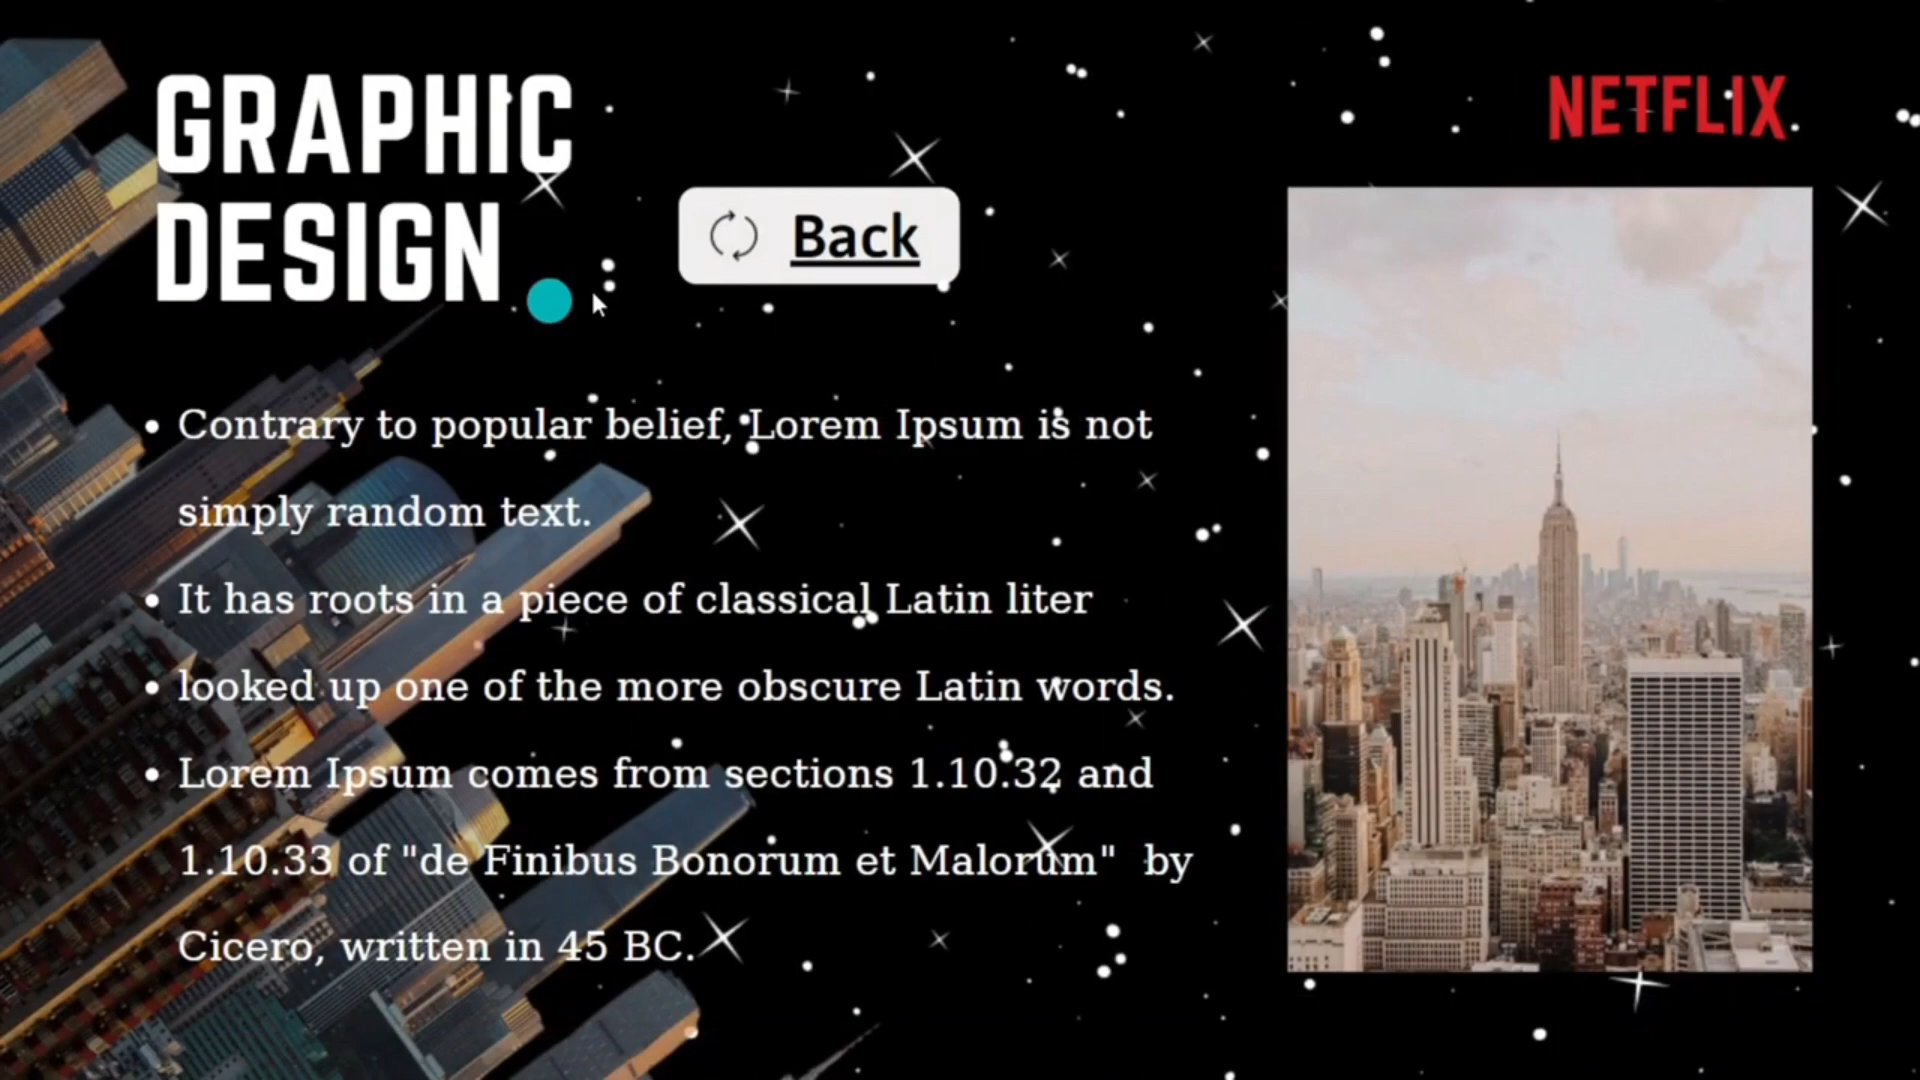 GRAPHIC
DESIGN
NETFLIX
Back
• Contrary to popular belief, Lorem Ipsum is not
simply random text.
• It has roots in a piece of classical Latin liter
• looked up one of the more obscure Latin words.
• Lorem Ipsum comes from sections 1.10.32 and
1.10.33 of "de Finibus Bonorum et Malorum"  by
Cicero, written in 45 BC.